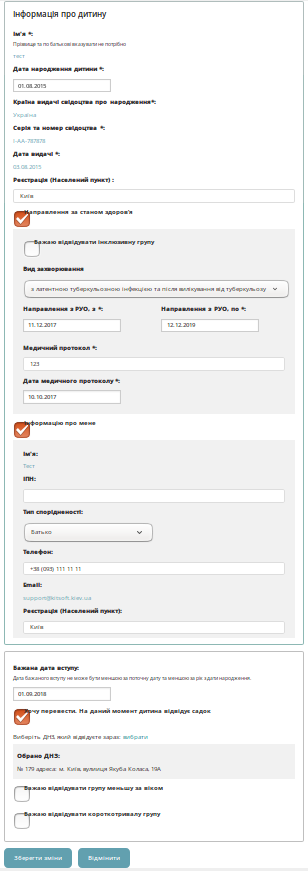 Інформація про дитину
Ім'я *:
Прізвище та по батькові вказувати не потрібно
тест
Дата народження дитини *:
01.08.2015
Країна видачі свідоцтва про народження*:
Україна
Серія та номер свідоцтва *:
І-АА-787878
Дата видачі *:
03.08.2015
Реєстрація (Населений пункт) :
Київ
Направлення за станом здоров'я
Бажаю відвідувати інклюзивну групу
Вид захворювання
з латентною туберкульозною інфекцією та після вилікування від туберкульозу
Направлення з РУО, з *:
Направлення з РУО, по *:
11.12.2017
12.12.2019
Медичний протокол *:
123
Дата медичного протоколу *:
10.10.2017
Інформацію про мене
Ім'я:
Тест
ІПН:
Тип спорідненості:
Батько
Телефон:
+38 (093) 111 11 11
Email:
support@kitsoft.kiev.ua
Реєстрація (Населений пункт):
Київ
Бажана дата вступу:
Дата бажаного вступу не може бути меншою за поточну дату та меншою за рік з дати народження.
01.09.2018
Хочу перевести. На даний момент дитина відвідує садок
Виберіть ДНЗ, який відвідуєте зараз: вибрати
Обрано ДНЗ:
№ 179 адреса: м. Київ, вулиця Якуба Коласа, 19А
Бажаю відвідувати групу меньшу за віком
Бажаю відвідувати короткотривалу групу
Зберегти зміни
Відмінити